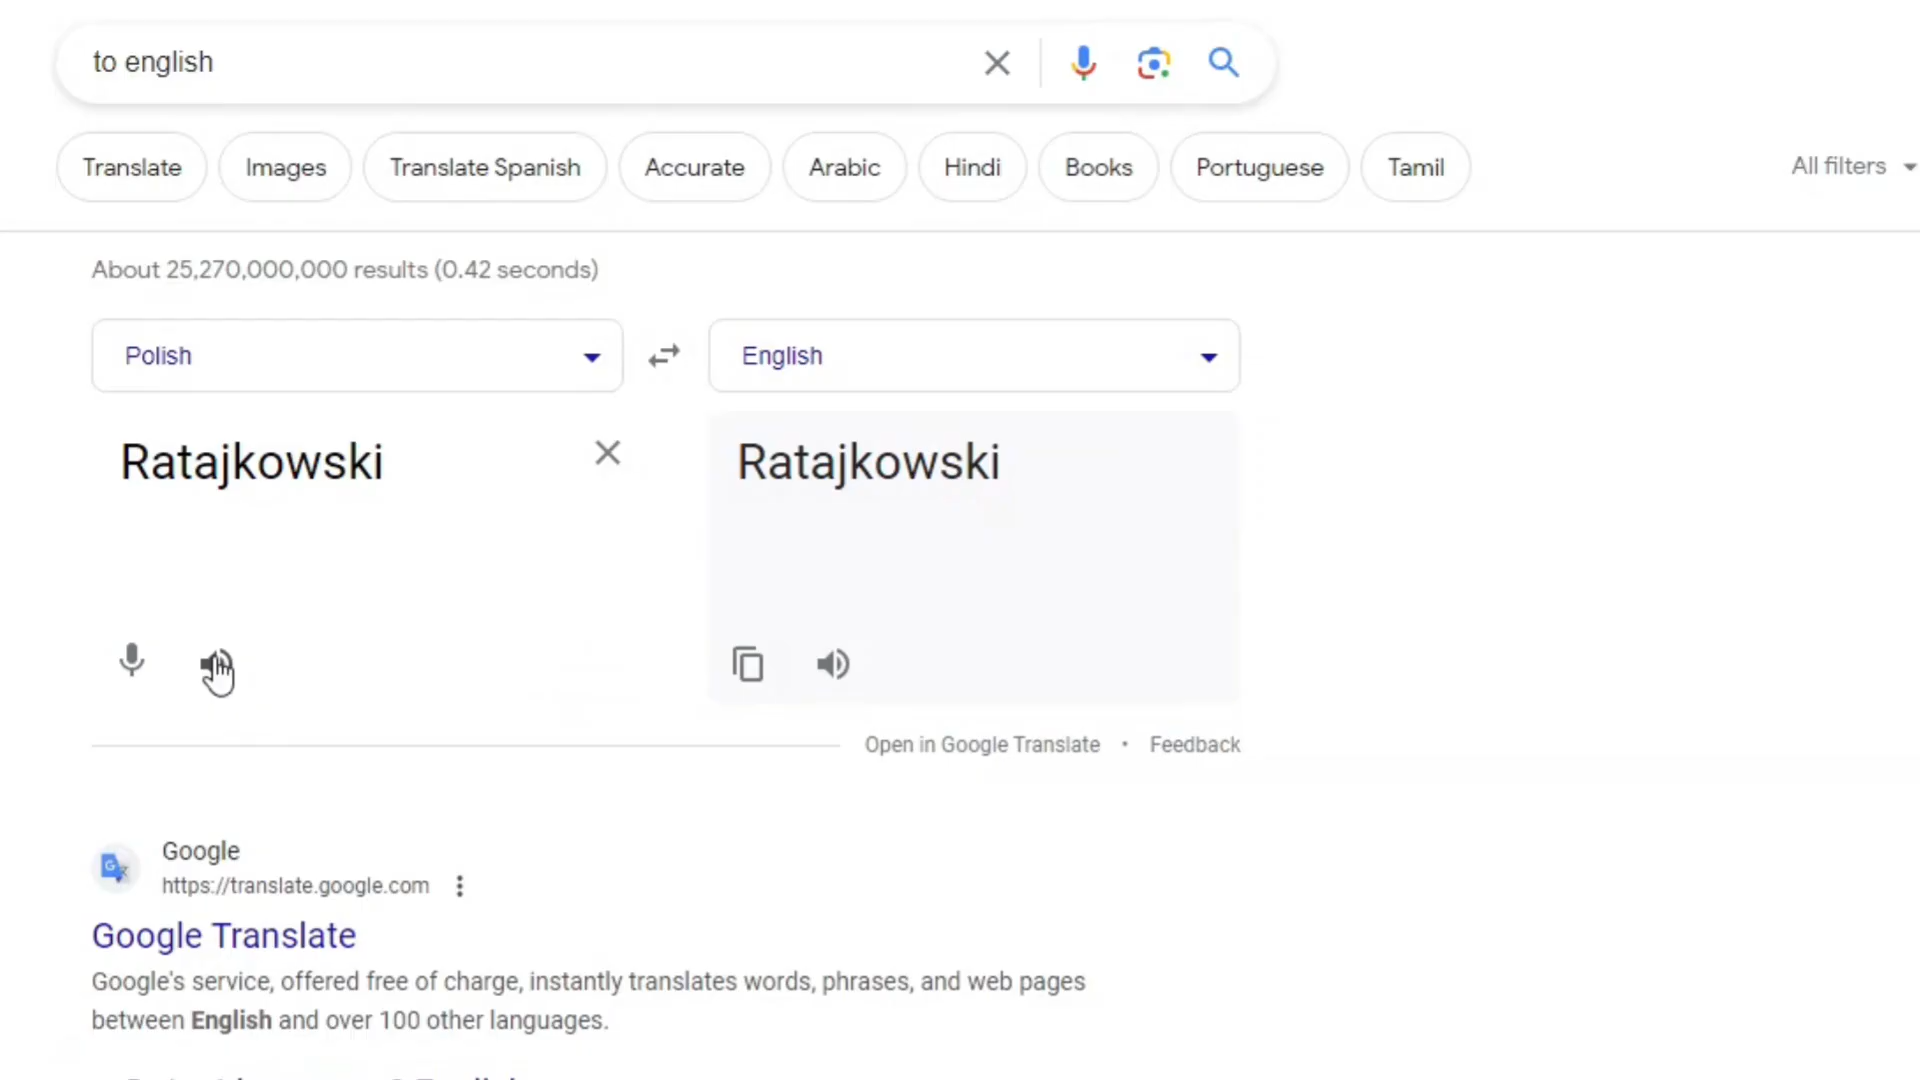 to english
Translate Images Translate Spanish Accurate Arabic Hindi Books Portuguese Tamil All filters
About 25,270,000,000 results (0.42 seconds)
Polish English
Ratajkowski Ratajkowski
Open in Google Translate • Feedback
Google
https://translate.google.com
Google Translate
Google's service, offered free of charge, instantly translates words, phrases, and web pages
between English and over 100 other languages.